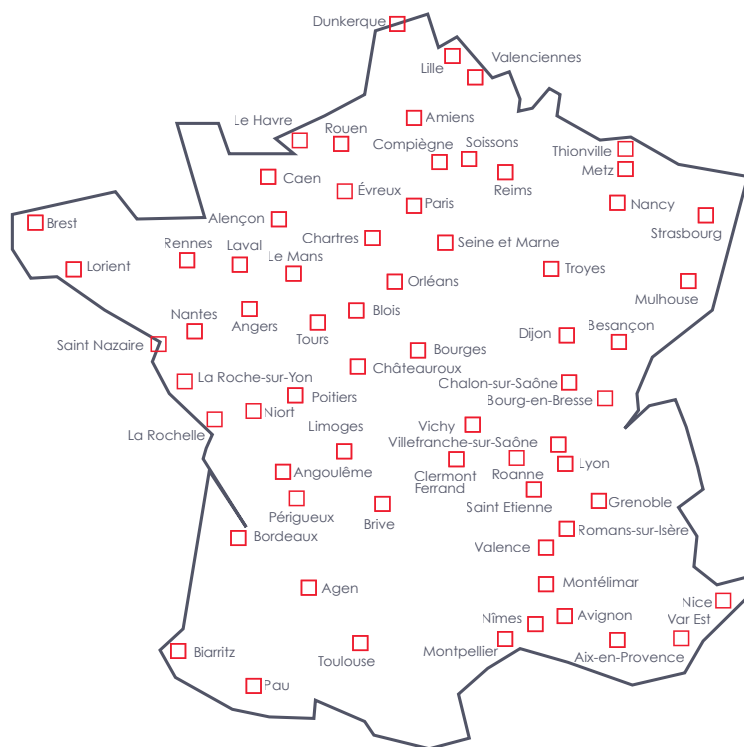 Dunkerque
Lille
Valenciennes
Le Havre
Rouen
Amiens
Compiègne
Soissons
Thionville
Metz
Caen
Évreux
Reims
Paris
Nancy
Strasbourg
Brest
Alençon
Chartres
Seine et Marne
Rennes
Laval
Le Mans
Lorient
Orléans
Troyes
Mulhouse
Nantes
Angers
Tours
Blois
Dijon
Besançon
Saint Nazaire
Bourges
Châteauroux
La Roche-sur-Yon
Chalon-sur-Saône
Poitiers
Bourg-en-Bresse
Niort
La Rochelle
Limoges
Vichy
Villefranche-sur-Saône
Angoulême
Clermont
Ferrand
Roanne
Lyon
Périgueux
Brive
Saint Etienne
Grenoble
Bordeaux
Romans-sur-Isère
Valence
Agen
Montélimar
Nice
Nîmes
Avignon
Var Est
Biarritz
Toulouse
Montpellier
Aix-en-Provence
Pau